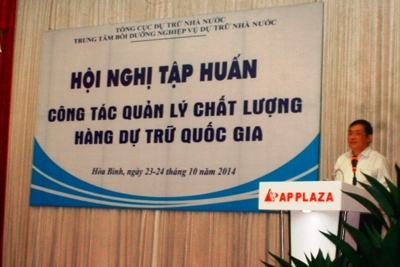 TỔNG CỤC DỰ TRỮ NHÀ NƯỚC
TRUNG TÂM BỒI DƯỠNG NGHIỆP VỤ DỰ TRỮ NHÀ NƯỚC
HỘI NGHỊ TẬP HUẤN
CÔNG TÁC QUẢN LÝ CHẤT LƯỢNG
HÀNG DỰ TRỮ QUỐC GIA
Hòa Bình, ngày 23-24 tháng 10 năm 2014
AP PLAZA